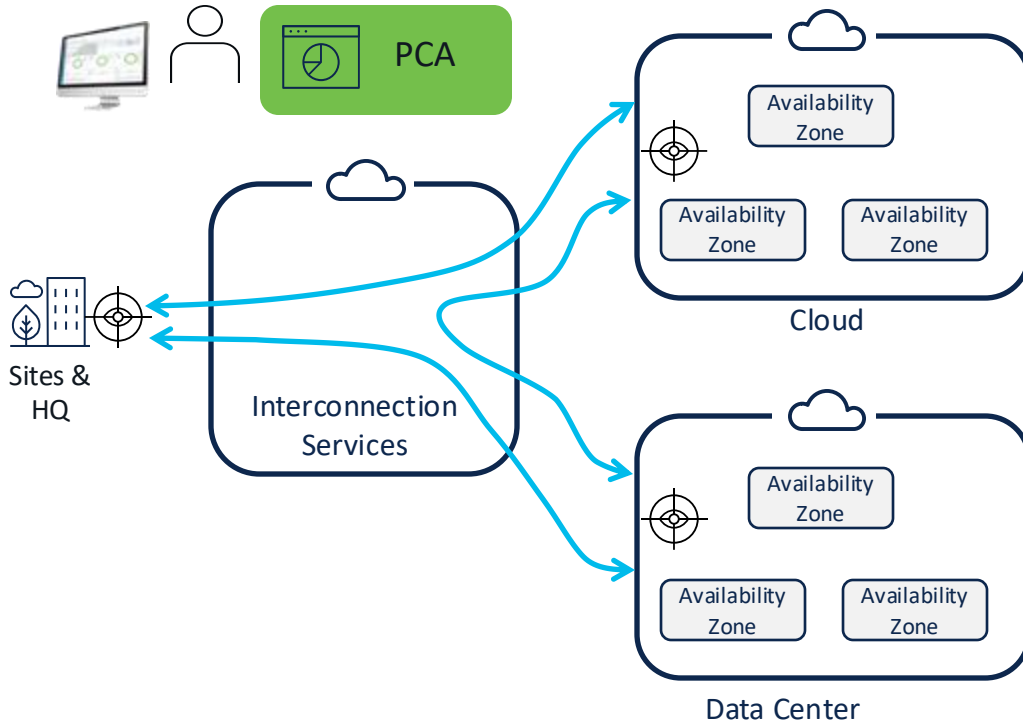 PCA
Availability
Zone
Availability
Zone
Availability
Zone
Cloud
Sites &
HQ
Interconnection
Services
Availability
Zone
Availability
Zone
Availability
Zone
Data Center